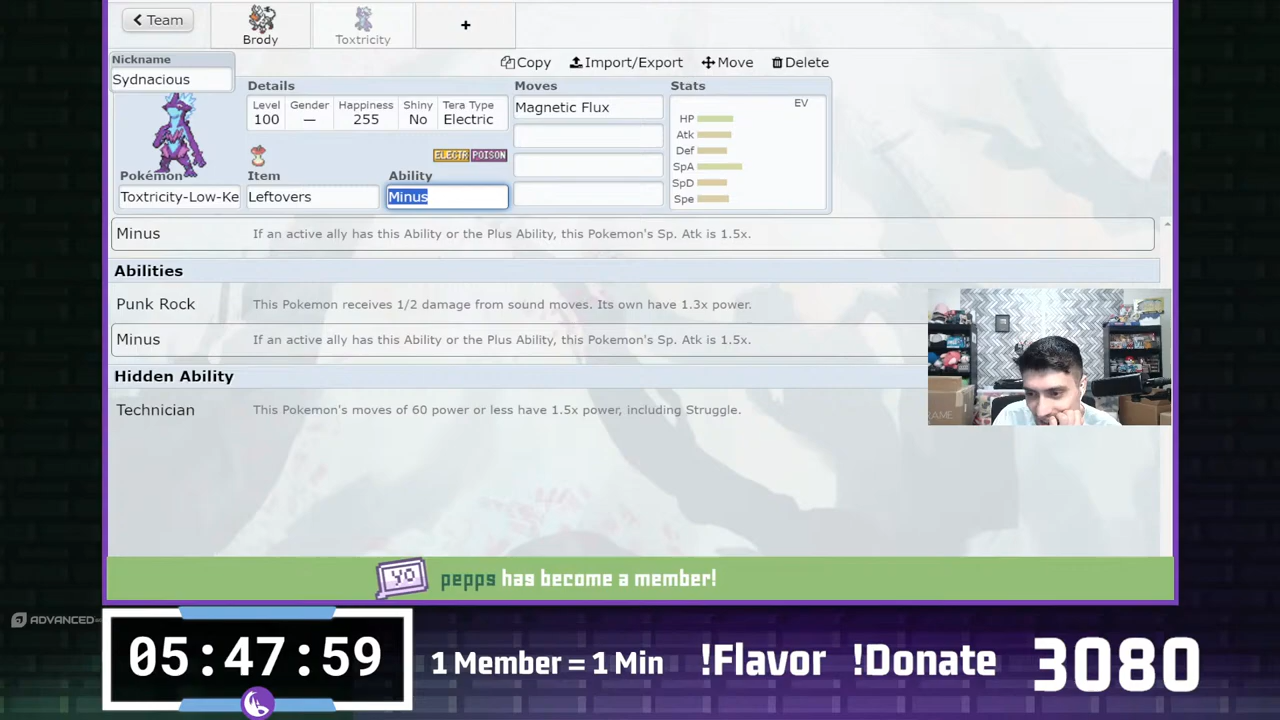 Team
Brody
Toxtricity
+
Nickname
Sydnacious
Copy
Import/Export
Move
Delete
Details
Level
100
Gender
—
Happiness
255
Shiny
No
Tera Type
Electric
ELECTR POISON
Pokémon
Toxtricity-Low-Ke
Item
Leftovers
Ability
Minus
Moves
Magnetic Flux
Stats
EV
HP
Atk
Def
SpA
SpD
Spe
Minus If an active ally has this Ability or the Plus Ability, this Pokemon's Sp. Atk is 1.5x.
Abilities
Punk Rock This Pokemon receives 1/2 damage from sound moves. Its own have 1.3x power.
Minus If an active ally has this Ability or the Plus Ability, this Pokemon's Sp. Atk is 1.5x.
Hidden Ability
Technician This Pokemon's moves of 60 power or less have 1.5x power, including Struggle.
YO
pepps has become a member!
ADVANCED
05:47:59
1 Member = 1 Min
!Flavor !Donate
3080